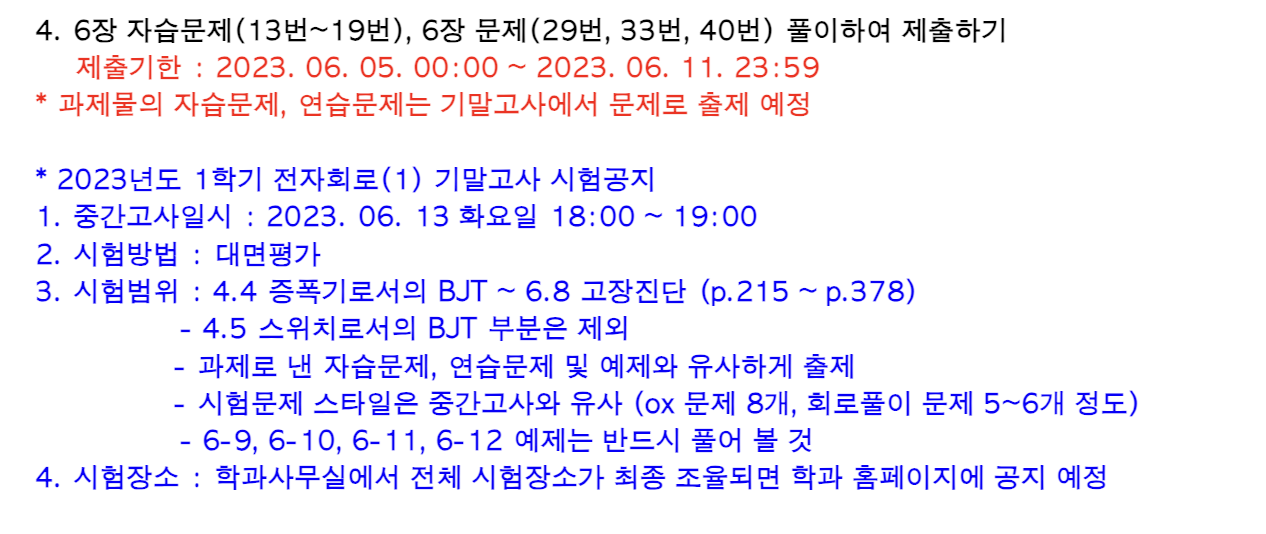 4. 6장 자습문제(13번~19번), 6장 문제(29번, 33번, 40번) 풀이하여 제출하기
제출기한 : 2023. 06. 05. 00:00 ~ 2023. 06. 11. 23:59
* 과제물의 자습문제, 연습문제는 기말고사에서 문제로 출제 예정
* 2023년도 1학기 전자회로(1) 기말고사 시험공지
1. 중간고사일시 : 2023. 06. 13 화요일 18:00 ~ 19:00
2. 시험방법 : 대면평가
3. 시험범위 : 4.4 증폭기로서의 BJT ~ 6.8 고장진단 (p.215 ~ p.378)
- 4.5 스위치로서의 BJT 부분은 제외
- 과제로 낸 자습문제, 연습문제 및 예제와 유사하게 출제
- 시험문제 스타일은 중간고사와 유사 (ox 문제 8개, 회로풀이 문제 5~6개 정도)
- 6-9, 6-10, 6-11, 6-12 예제는 반드시 풀어 볼 것
4. 시험장소 : 학과사무실에서 전체 시험장소가 최종 조율되면 학과 홈페이지에 공지 예정